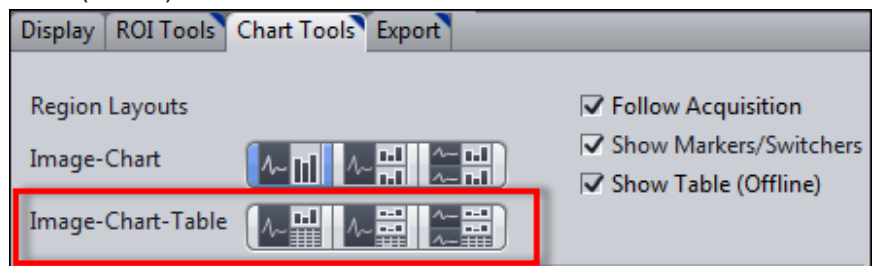 Display ROI Tools Chart Tools Export
Region Layouts
Follow Acquisition
Image-Chart
Show Markers/Switchers
Show Table (Offline)
Image-Chart-Table